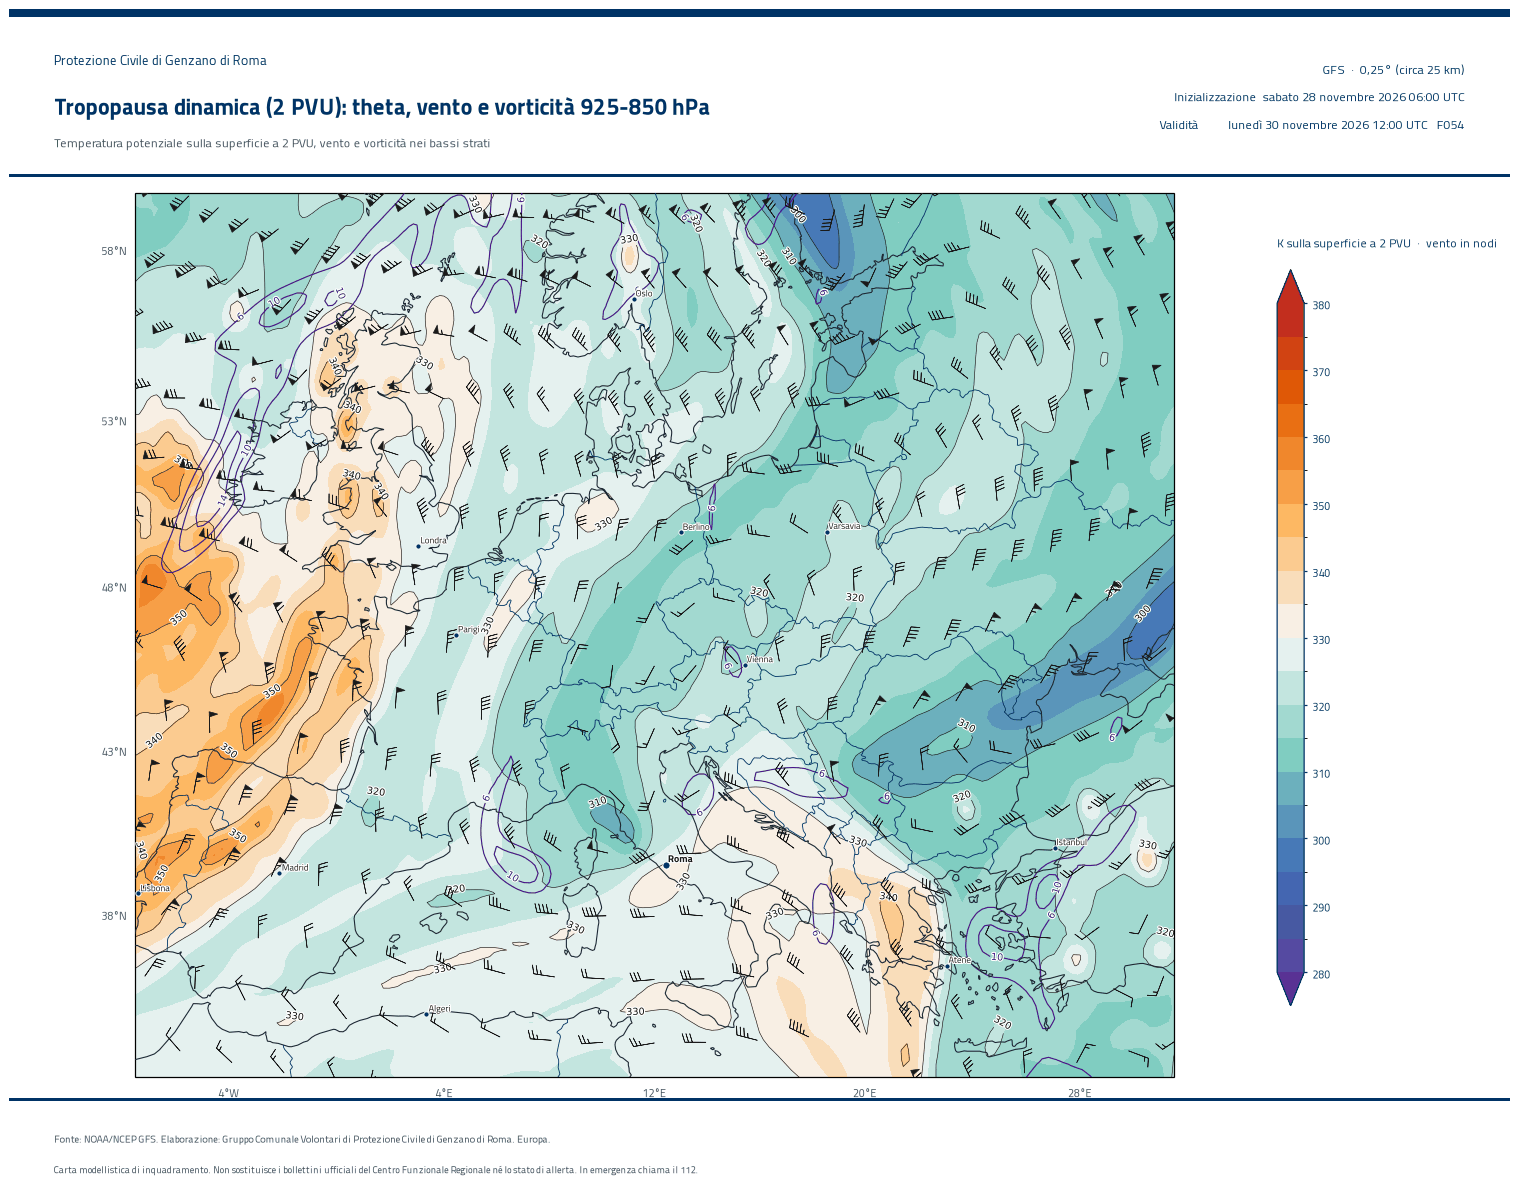 Protezione Civile di Genzano di Roma
Tropopausa dinamica (2 PVU): theta, vento e vorticità 925-850 hPa
Temperatura potenziale sulla superficie a 2 PVU, vento e vorticità nei bassi strati
GFS · 0,25° (circa 25 km)
Inizializzazione sabato 28 novembre 2026 06:00 UTC
Validità lunedì 30 novembre 2026 12:00 UTC F054
K sulla superficie a 2 PVU · vento in nodi
380
370
360
350
340
330
320
310
300
290
280
58°N
53°N
48°N
43°N
38°N
4°W
4°E
12°E
20°E
28°E
Oslo
Londra
Berlino
Varsavia
Parigi
Vienna
Madrid
Lisbona
Roma
Istanbul
Atene
Algeri
Fonte: NOAA/NCEP GFS. Elaborazione: Gruppo Comunale Volontari di Protezione Civile di Genzano di Roma. Europa.
Carta modellistica di inquadramento. Non sostituisce i bollettini ufficiali del Centro Funzionale Regionale né lo stato di allerta. In emergenza chiama il 112.